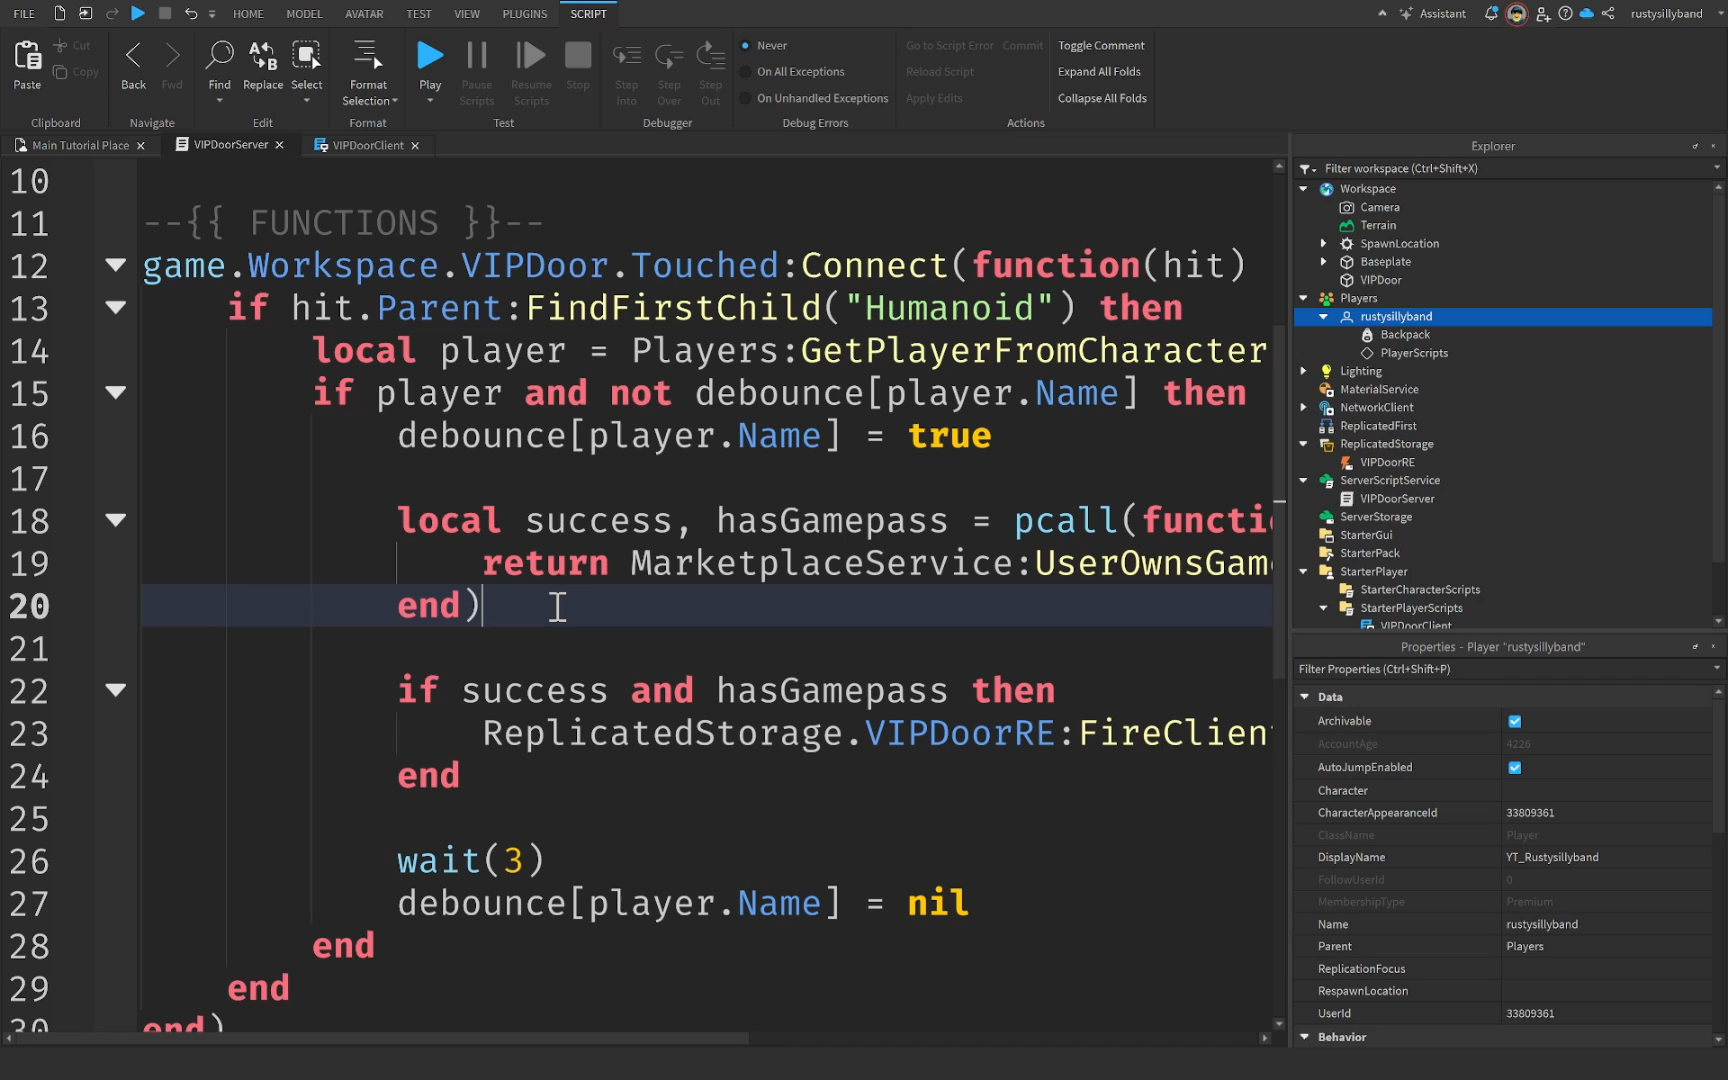 FILE
HOME
MODEL
AVATAR
TEST
VIEW
PLUGINS
SCRIPT
Assistant
rustysillyband
Paste
Cut
Copy
Clipboard
Back
Fwd
Navigate
Find
Replace
Select
Edit
Format
Selection
Format
Play
Pause
Scripts
Resume
Scripts
Stop
Test
Step
Into
Step
Over
Step
Out
Debugger
Never
On All Exceptions
On Unhandled Exceptions
Debug Errors
Go to Script Error
Commit
Reload Script
Apply Edits
Toggle Comment
Expand All Folds
Collapse All Folds
Actions
Main Tutorial Place
VIPDoorServer
VIPDoorClient
10
11 --{{ FUNCTIONS }}--
12 game.Workspace.VIPDoor.Touched:Connect(function(hit)
13 if hit.Parent:FindFirstChild("Humanoid") then
14 local player = Players:GetPlayerFromCharacter
15 if player and not debounce[player.Name] then
16 debounce[player.Name] = true
17
18 local success, hasGamepass = pcall(functi
19 return MarketplaceService:UserOwnsGam
20 end)
21
22 if success and hasGamepass then
23 ReplicatedStorage.VIPDoorRE:FireClien
24 end
25
26 wait(3)
27 debounce[player.Name] = nil
28 end
29 end
30 end)
Explorer
Filter workspace (Ctrl+Shift+X)
Workspace
Camera
Terrain
SpawnLocation
Baseplate
VIPDoor
Players
rustysillyband
Backpack
PlayerScripts
Lighting
MaterialService
NetworkClient
ReplicatedFirst
ReplicatedStorage
VIPDoorRE
ServerScriptService
VIPDoorServer
ServerStorage
StarterGui
StarterPack
StarterPlayer
StarterCharacterScripts
StarterPlayerScripts
VIPDoorClient
Properties - Player "rustysillyband"
Filter Properties (Ctrl+Shift+P)
Data
Archivable
AccountAge 4226
AutoJumpEnabled
Character
CharacterAppearanceId 33809361
ClassName Player
DisplayName YT_Rustysillyband
FollowUserId 0
MembershipType Premium
Name rustysillyband
Parent Players
ReplicationFocus
RespawnLocation
UserId 33809361
Behavior